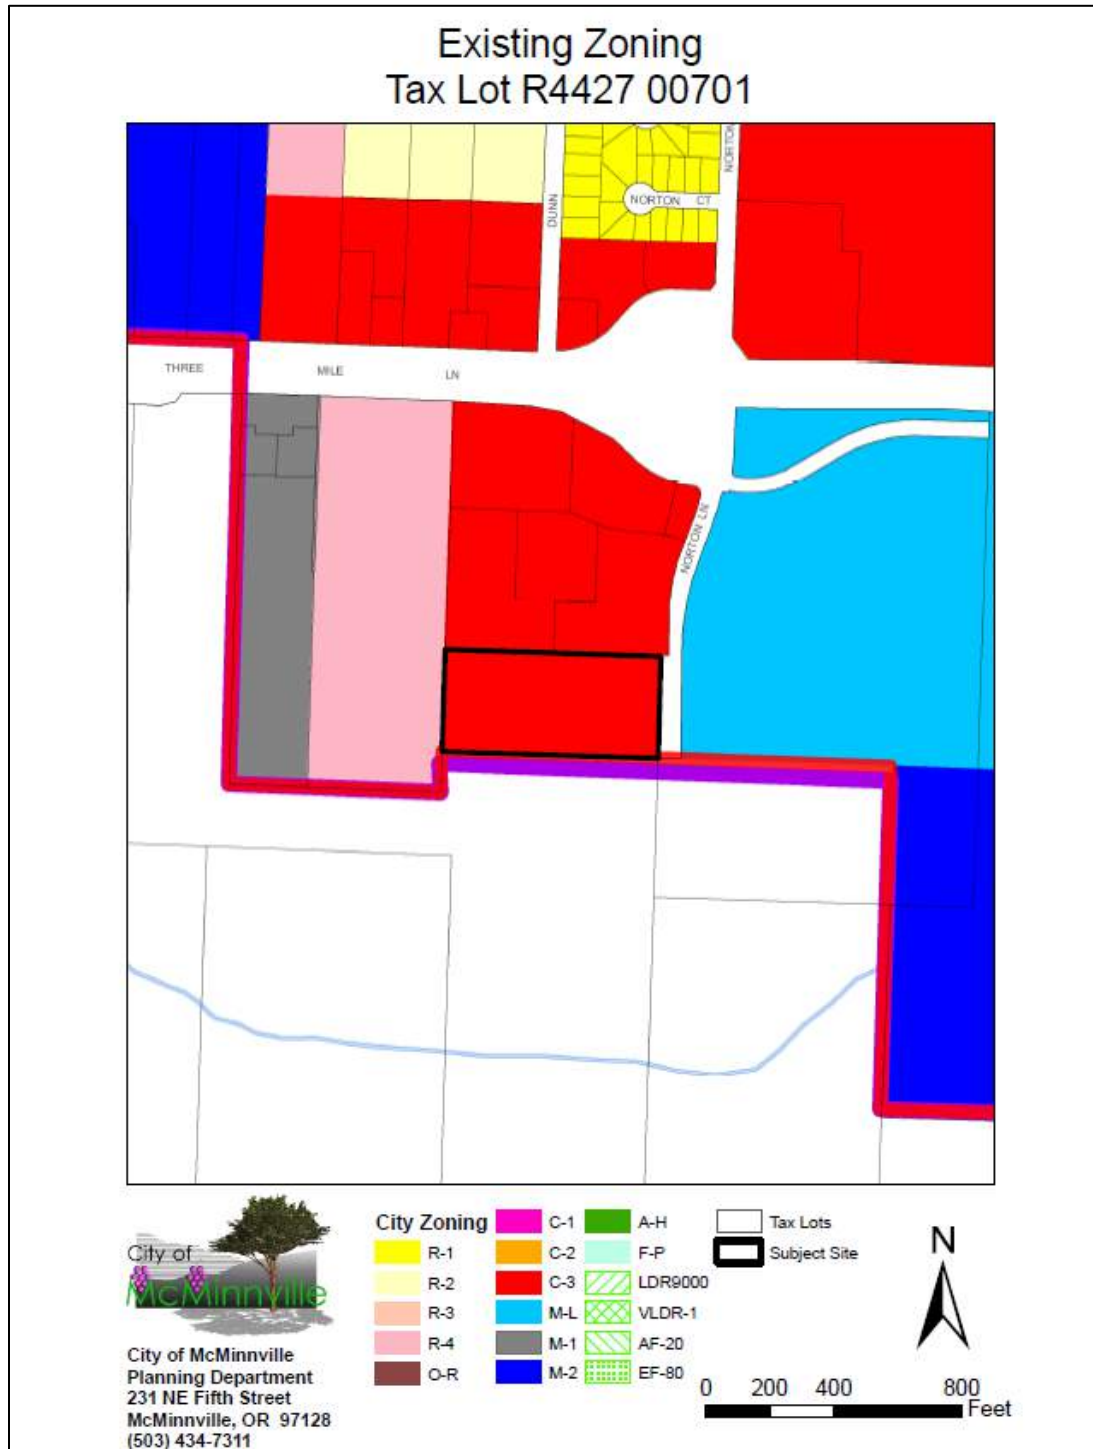 Existing Zoning
Tax Lot R4427 00701
DUNN
NORTON CT
THREE MILE LN
NORTON LN
City of
McMinnville
City of McMinnville
Planning Department
231 NE Fifth Street
McMinnville, OR 97128
(503) 434-7311
City Zoning
R-1
R-2
R-3
R-4
O-R
C-1
C-2
C-3
M-L
M-1
M-2
A-H
F-P
LDR9000
VLDR-1
AF-20
EF-80
Tax Lots
Subject Site
N
0 200 400 800
Feet